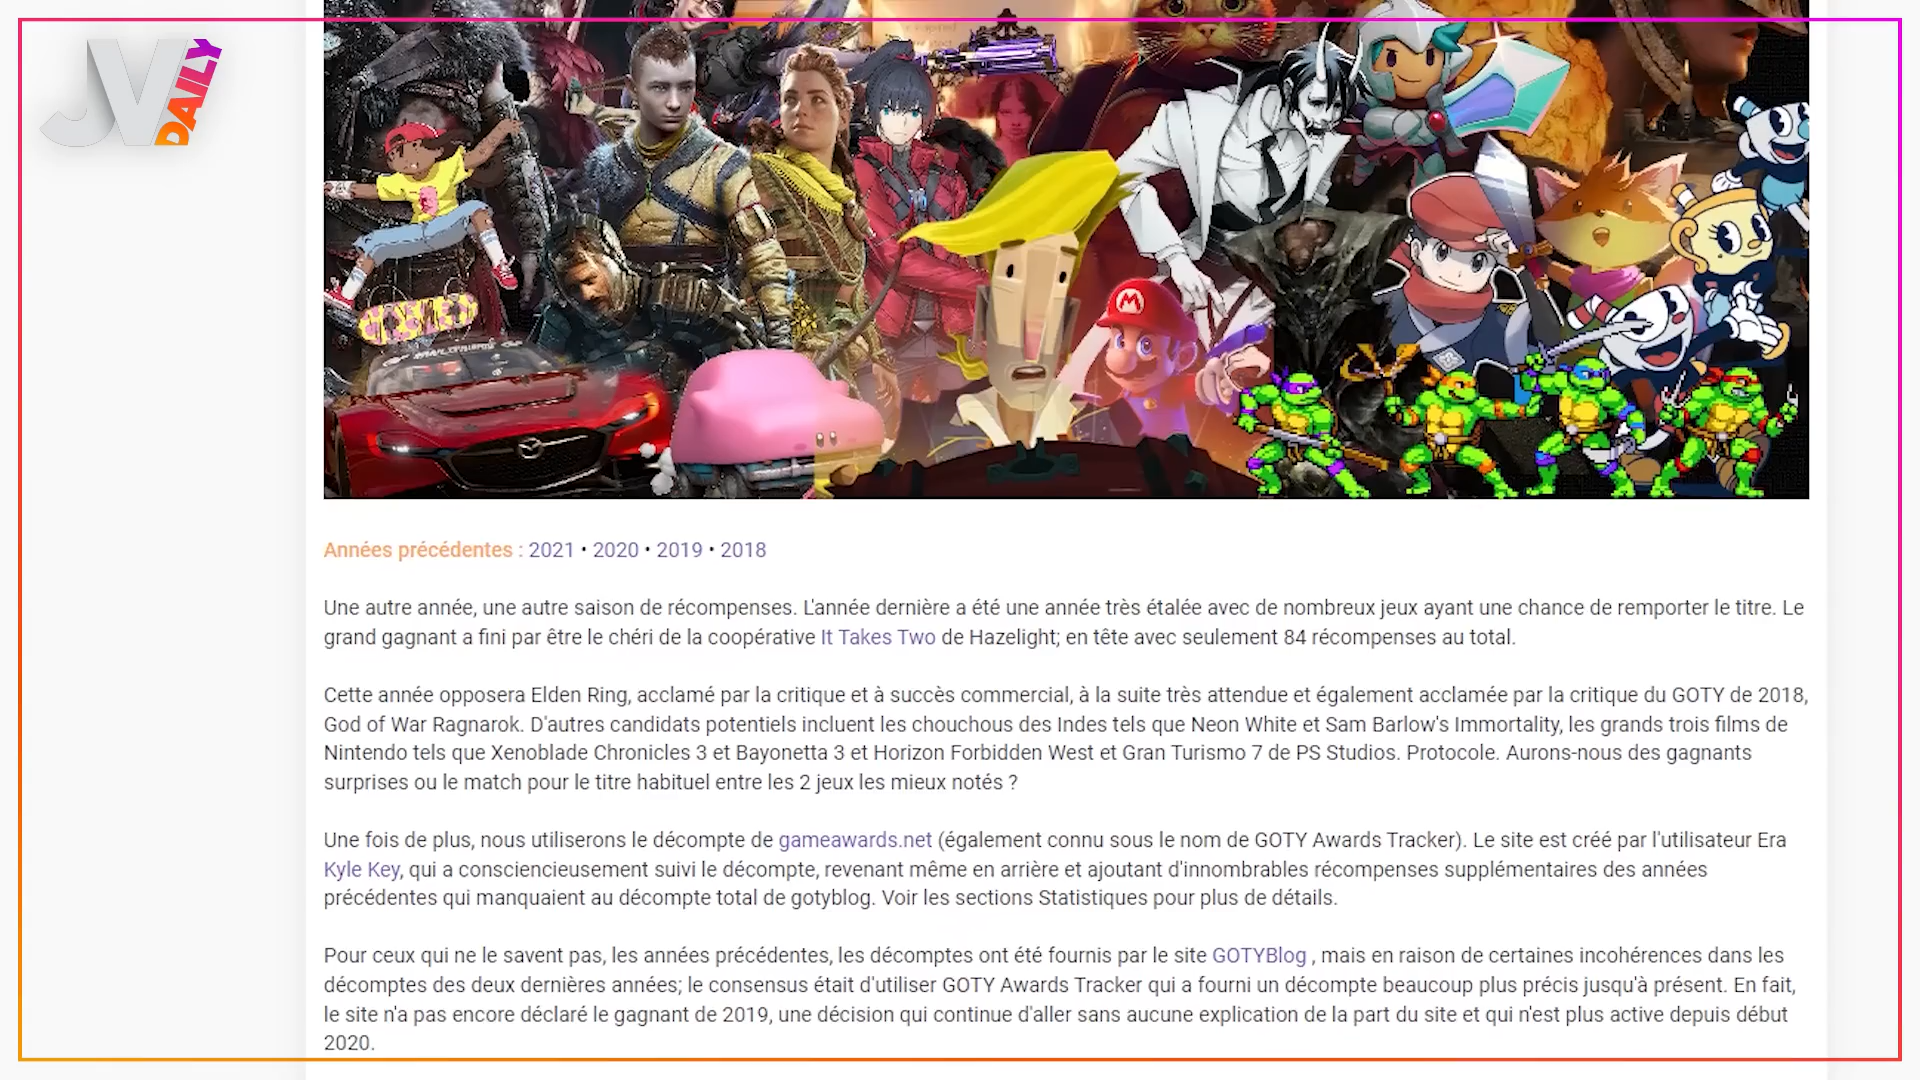 JV
DAILY
M
Années précédentes : 2021 • 2020 • 2019 • 2018
Une autre année, une autre saison de récompenses. L'année dernière a été une année très étalée avec de nombreux jeux ayant une chance de remporter le titre. Le
grand gagnant a fini par être le chéri de la coopérative It Takes Two de Hazelight; en tête avec seulement 84 récompenses au total.
Cette année opposera Elden Ring, acclamé par la critique et à succès commercial, à la suite très attendue et également acclamée par la critique du GOTY de 2018,
God of War Ragnarok. D'autres candidats potentiels incluent les chouchous des Indes tels que Neon White et Sam Barlow's Immortality, les grands trois films de
Nintendo tels que Xenoblade Chronicles 3 et Bayonetta 3 et Horizon Forbidden West et Gran Turismo 7 de PS Studios. Protocole. Aurons-nous des gagnants
surprises ou le match pour le titre habituel entre les 2 jeux les mieux notés ?
Une fois de plus, nous utiliserons le décompte de gameawards.net (également connu sous le nom de GOTY Awards Tracker). Le site est créé par l'utilisateur Era
Kyle Key, qui a consciencieusement suivi le décompte, revenant même en arrière et ajoutant d'innombrables récompenses supplémentaires des années
précédentes qui manquaient au décompte total de gotyblog. Voir les sections Statistiques pour plus de détails.
Pour ceux qui ne le savent pas, les années précédentes, les décomptes ont été fournis par le site GOTYBlog , mais en raison de certaines incohérences dans les
décomptes des deux dernières années; le consensus était d'utiliser GOTY Awards Tracker qui a fourni un décompte beaucoup plus précis jusqu'à présent. En fait,
le site n'a pas encore déclaré le gagnant de 2019, une décision qui continue d'aller sans aucune explication de la part du site et qui n'est plus active depuis début
2020.